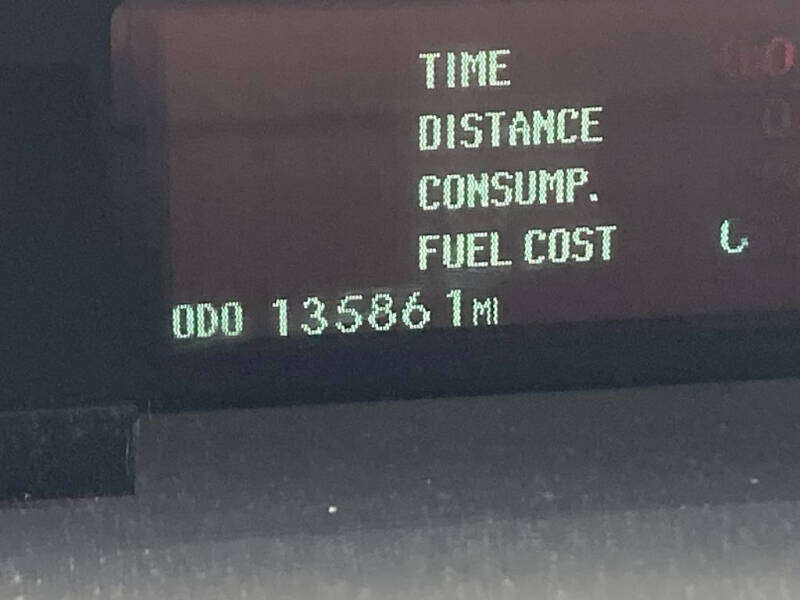 TIME
DISTANCE
CONSUMP.
FUEL COST
ODO 135861MI